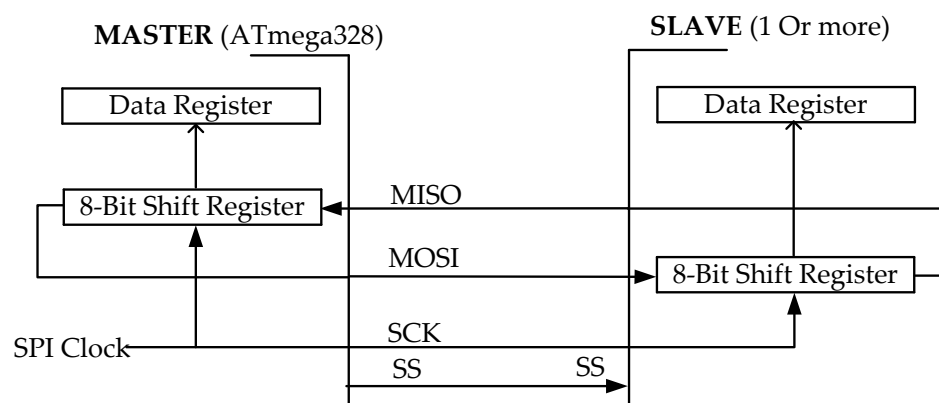 MASTER (ATmega328)
SLAVE (1 Or more)
Data Register
Data Register
8-Bit Shift Register
MISO
MOSI
8-Bit Shift Register
SPI Clock
SCK
SS
SS